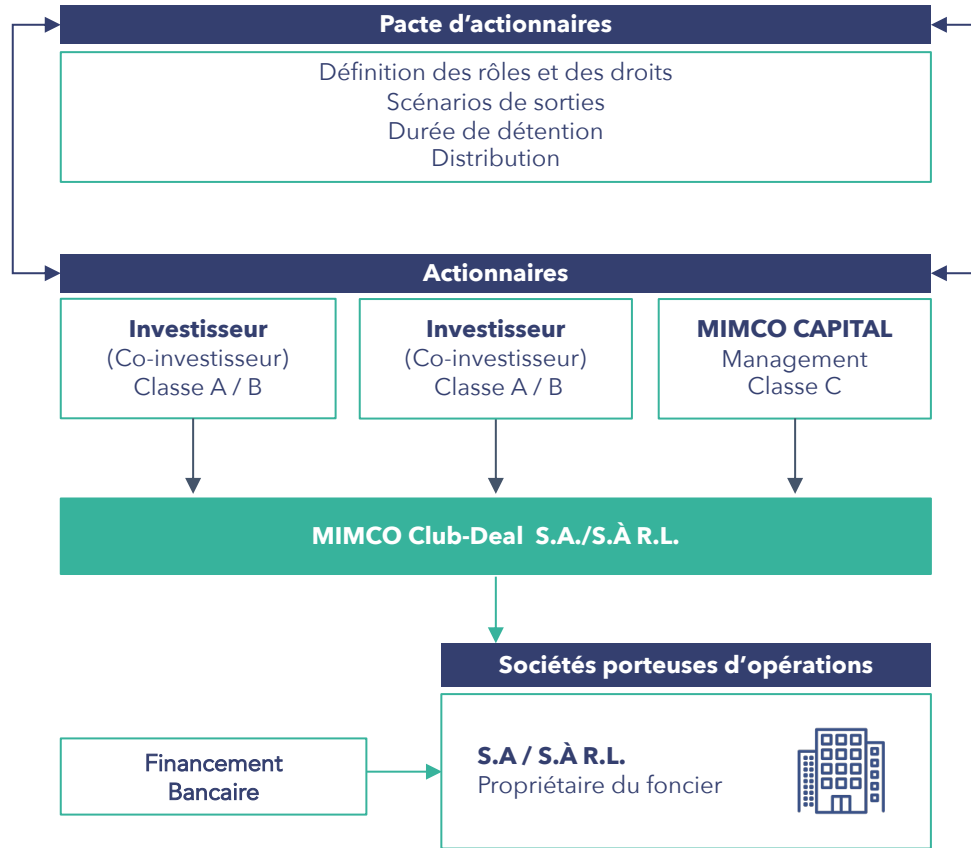 Pacte d’actionnaires
Définition des rôles et des droits
Scénarios de sorties
Durée de détention
Distribution
Actionnaires
Investisseur
(Co-investisseur)
Classe A / B
Investisseur
(Co-investisseur)
Classe A / B
MIMCO CAPITAL
Management
Classe C
MIMCO Club-Deal S.A./S.À R.L.
Sociétés porteuses d’opérations
Financement
Bancaire
S.A / S.À R.L.
Propriétaire du foncier